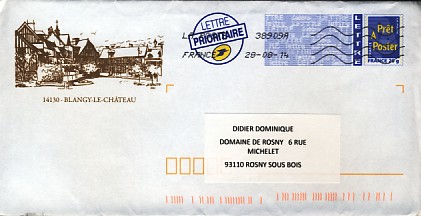 LETTRE
PRIORITAIRE
38909A
FRANCE
28-08-14
LETTRE
Prêt
À
Poster
FRANCE 20 g
14130 - BLANGY-LE-CHÂTEAU
DIDIER DOMINIQUE
DOMAINE DE ROSNY 6 RUE
MICHELET
93110 ROSNY SOUS BOIS